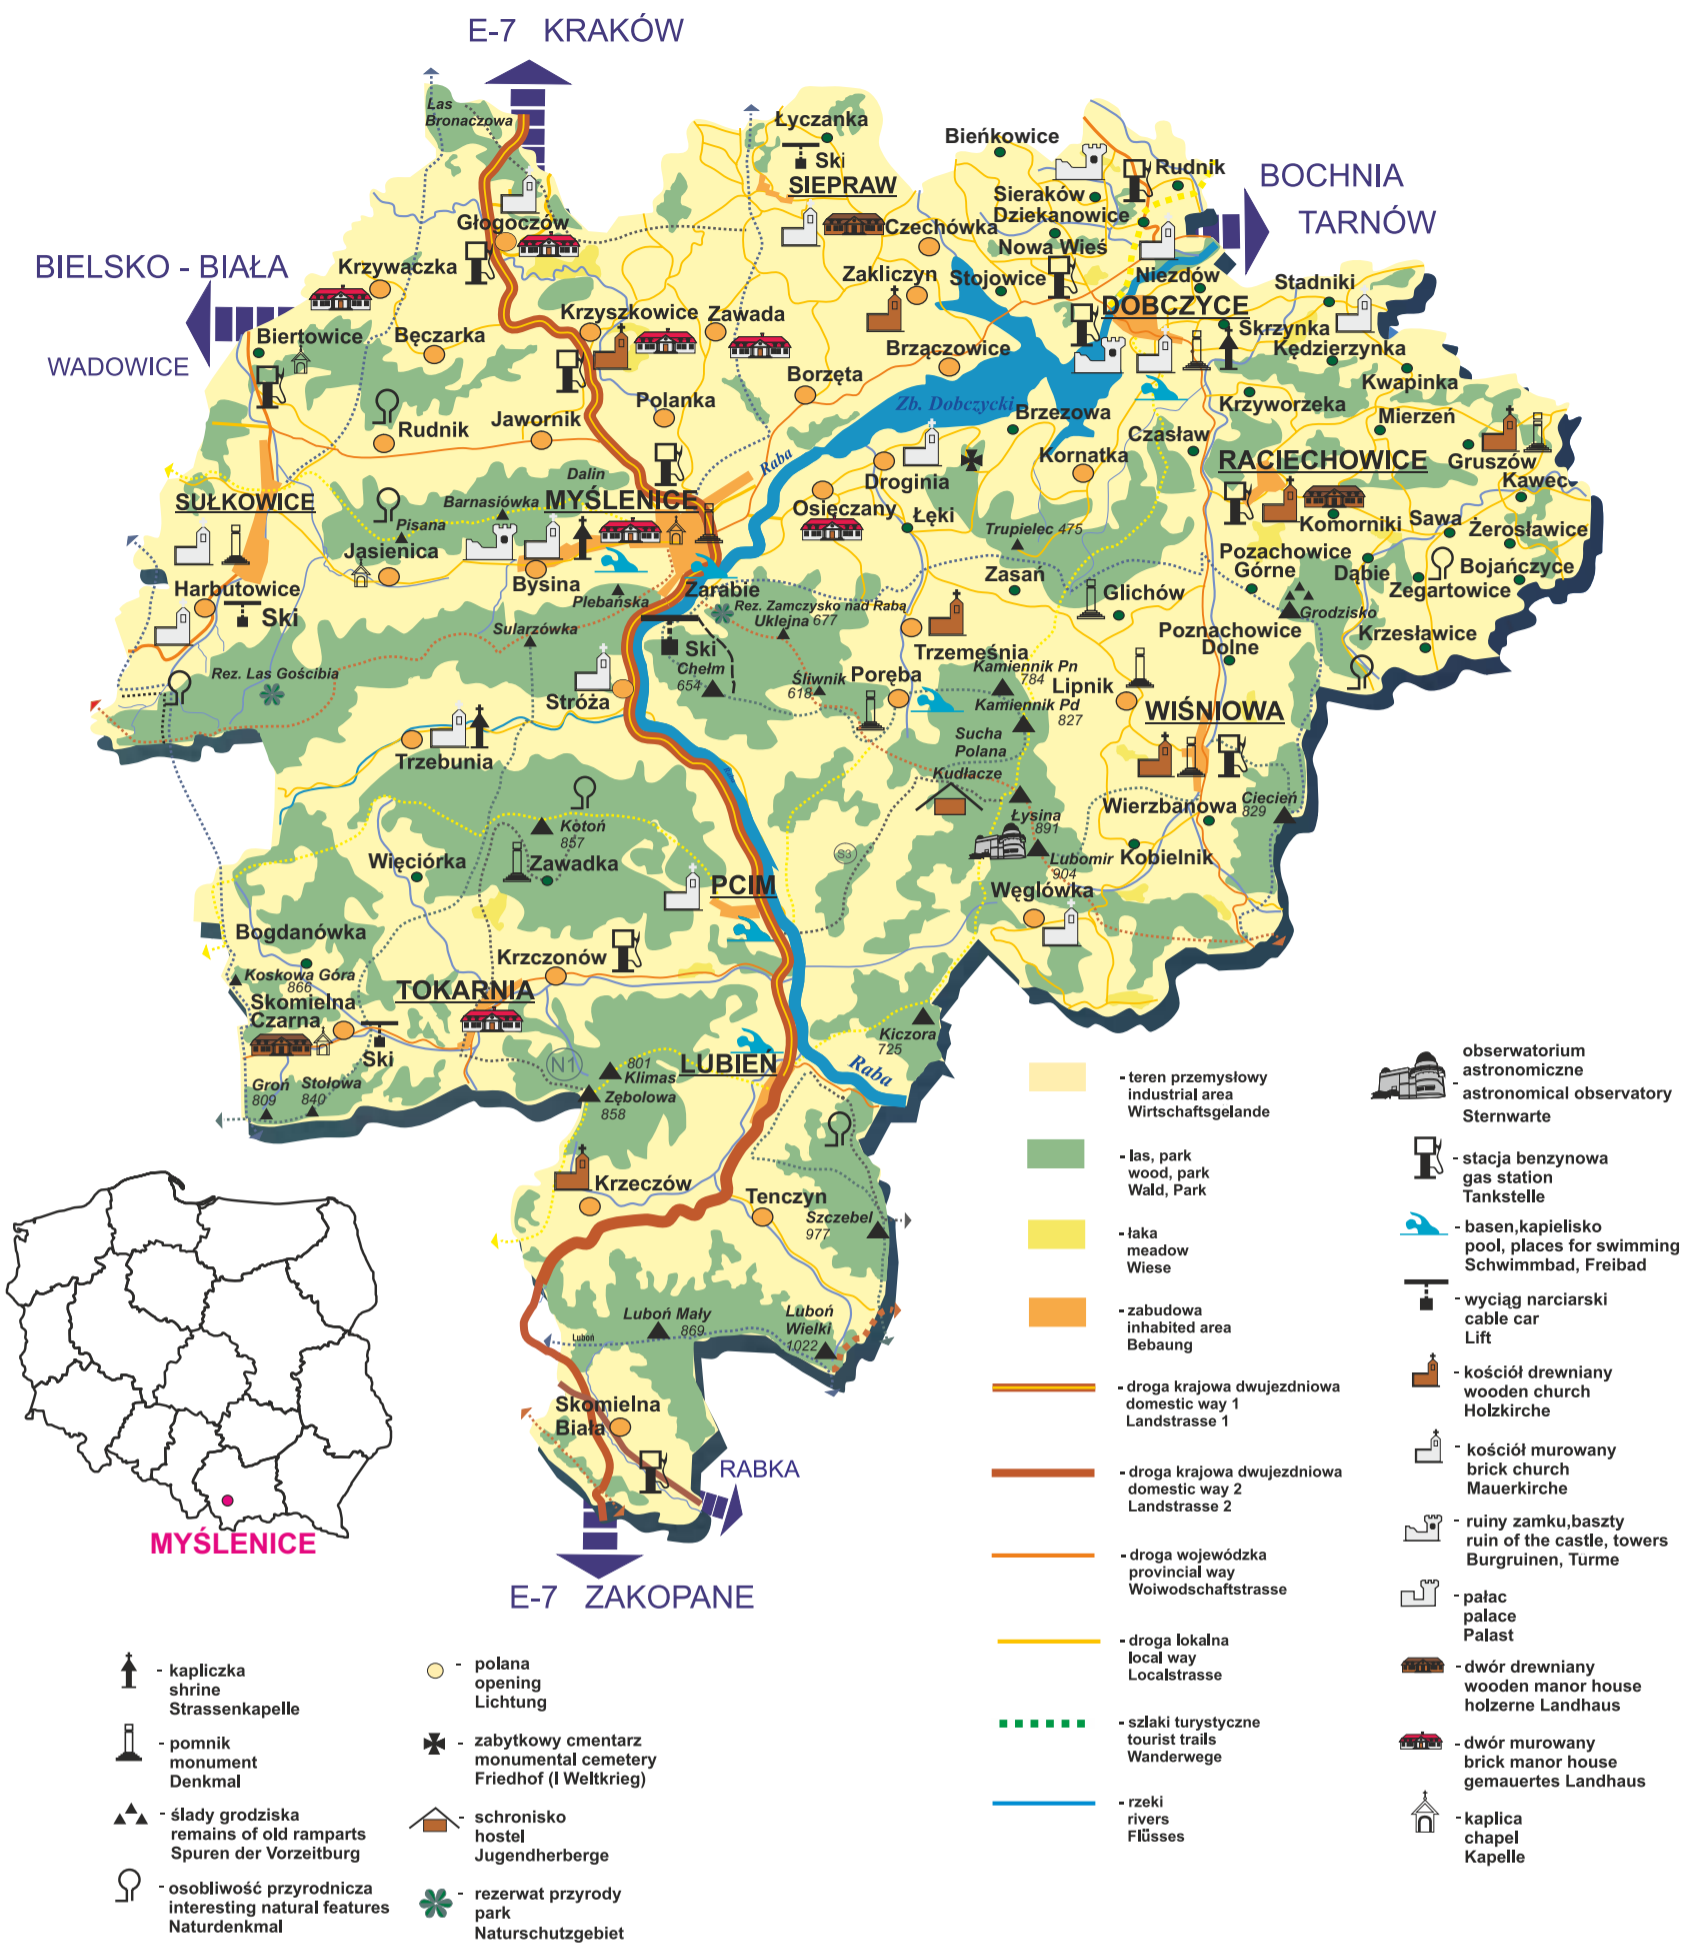 E-7 KRAKÓW
Las
Bronaczowa
Łyczanka
Ski
SIEPRAW
Bieńkowice
Rudnik
Sieraków
Dziekanowice
BOCHNIA
TARNÓW
Głogoczów
Czechówka
Nowa Wieś
BIELSKO - BIAŁA
Krzywaczka
Zakliczyn
Stojowice
Niezdów
Stadniki
DOBCZYCE
Krzyszkowice
Zawada
Skrzynka
Biertowice
Bęczarka
Brzączowice
Kędzierzynka
WADOWICE
Borzęta
Kwapinka
Polanka
Zb. Dobczycki
Brzezowa
Krzyworzeka
Mierzeń
Rudnik
Jawornik
Czasław
Raba
Kornatka
RACIECHOWICE
Gruszów
Dalin
Droginia
Kawec
SUŁKOWICE
Barnasiówka
MYŚLENICE
Osięczany
Łęki
Komorniki
Sawa
Żerosławice
Pisana
Trupielec 475
Jasienica
Pozachowice
Górne
Dąbie
Bojańczyce
Bysina
Zasań
Zegartowice
Harbutowice
Plebańska
Zarabie
Glichów
Ski
Rez. Zamczysko nad Rabą
Uklejna 677
Grodzisko
Sularzówka
Poznachowice
Dolne
Krzesławice
Ski
Trzemeśnia
Rez. Las Gościbia
Chełm
654
Śliwnik
618
Poręba
Kamiennik Pn
784
Lipnik
Stróża
Kamiennik Pd
827
WIŚNIOWA
Sucha
Polana
Trzebunia
Kudłacze
Wierzbanowa
Ciecień
829
Łysina
891
Kotoń
857
Więciórka
Zawadka
S3
Lubomir
904
Kobielnik
PCIM
Węglówka
Bogdanówka
Krzczonów
Koskowa Góra
866
TOKARNIA
Skomielna
Czarna
Ski
Kiczora
725
LUBIEŃ
N1
801
Klimas
Raba
Groń
809
Stołowa
840
Zębolowa
858
Krzeczów
Tenczyn
Szczebel
977
Luboń Mały
869
Luboń
Wielki
1022
Luboń
Skomielna
Biała
RABKA
E-7 ZAKOPANE
MYŚLENICE
- teren przemysłowy
industrial area
Wirtschaftsgelande
- las, park
wood, park
Wald, Park
- łaka
meadow
Wiese
- zabudowa
inhabited area
Bebaung
- droga krajowa dwujezdniowa
domestic way 1
Landstrasse 1
- droga krajowa dwujezdniowa
domestic way 2
Landstrasse 2
- droga wojewódzka
provincial way
Woiwodschaftstrasse
- droga lokalna
local way
Localstrasse
- szlaki turystyczne
tourist trails
Wanderwege
- rzeki
rivers
Flüsses
obserwatorium
astronomiczne
- astronomical observatory
Sternwarte
- stacja benzynowa
gas station
Tankstelle
- basen,kapielisko
pool, places for swimming
Schwimmbad, Freibad
- wyciąg narciarski
cable car
Lift
- kościół drewniany
wooden church
Holzkirche
- kościół murowany
brick church
Mauerkirche
- ruiny zamku,baszty
ruin of the castle, towers
Burgruinen, Turme
- pałac
palace
Palast
- dwór drewniany
wooden manor house
holzerne Landhaus
- dwór murowany
brick manor house
gemauertes Landhaus
- kaplica
chapel
Kapelle
- kapliczka
shrine
Strassenkapelle
- pomnik
monument
Denkmal
- ślady grodziska
remains of old ramparts
Spuren der Vorzeitburg
- osobliwość przyrodnicza
interesting natural features
Naturdenkmal
- polana
opening
Lichtung
- zabytkowy cmentarz
monumental cemetery
Friedhof (I Weltkrieg)
- schronisko
hostel
Jugendherberge
- rezerwat przyrody
park
Naturschutzgebiet